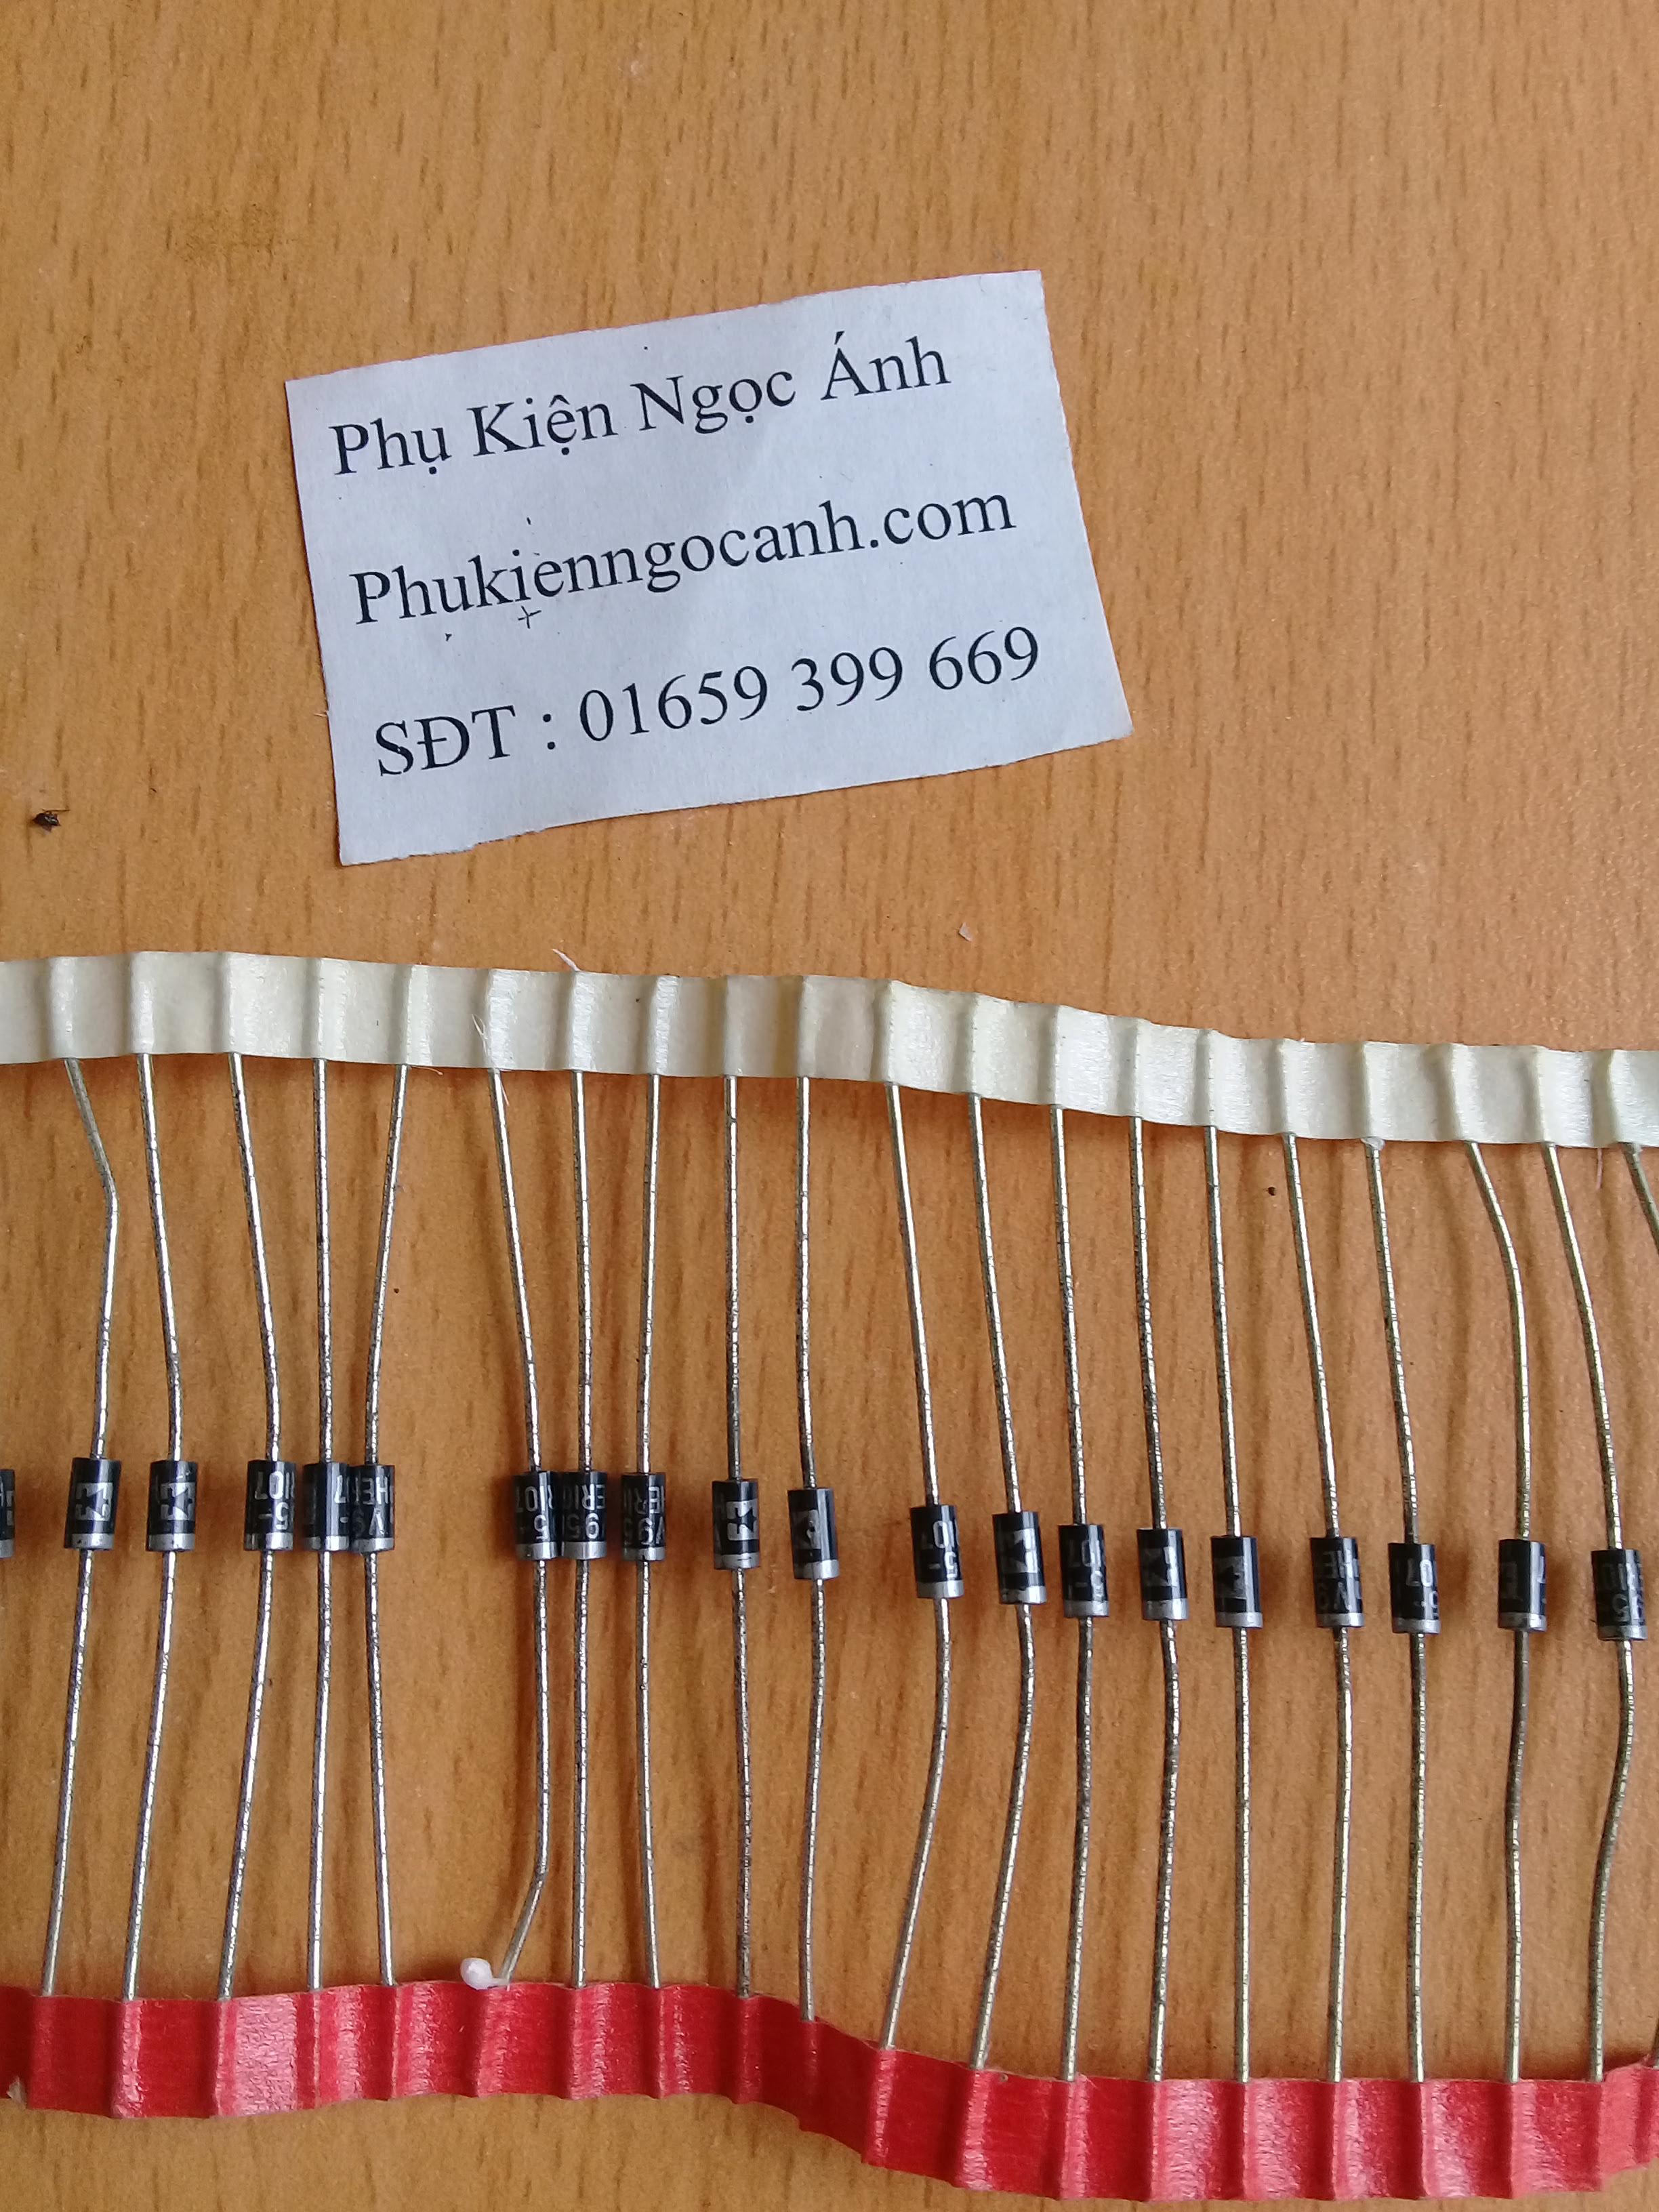 Phụ Kiện Ngọc Ánh
Phukienngocanh.com
SĐT : 01659 399 669